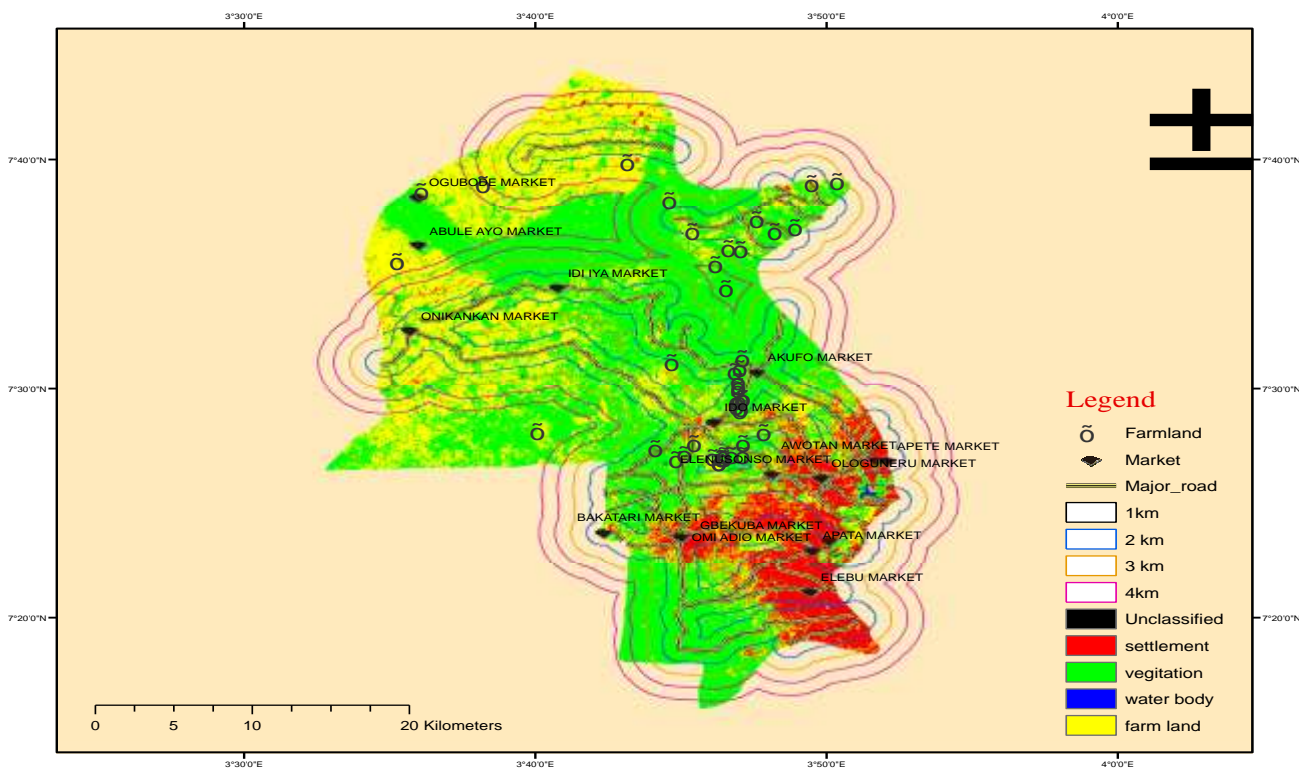 3°30'0"E 3°40'0"E 3°50'0"E 4°0'0"E
7°40'0"N 7°40'0"N
OGUBODE MARKET
ABULE AYO MARKET
IDI IYA MARKET
ONIKANKAN MARKET
AKUFO MARKET
7°30'0"N 7°30'0"N
IDO MARKET
AWOTAN MARKET APETE MARKET
ELENUSONSO MARKET OLOGUNERU MARKET
BAKATARI MARKET GBEKUBA MARKET
OMI ADIO MARKET APATA MARKET
ELEBU MARKET
7°20'0"N 7°20'0"N
Legend
Farmland
Market
Major_road
1km
2 km
3 km
4km
Unclassified
settlement
vegitation
water body
farm land
0 5 10 20 Kilometers
3°30'0"E 3°40'0"E 3°50'0"E 4°0'0"E